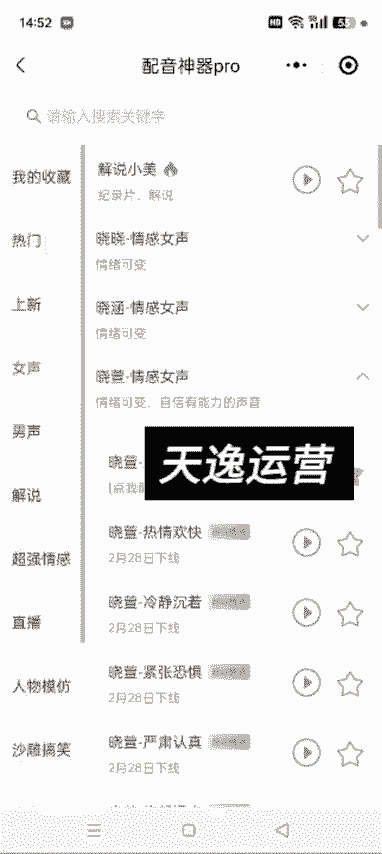 14:52
配音神器pro
请输入搜索关键字
我的收藏
热门
上新
女声
男声
解说
超强情感
直播
人物模仿
沙雕搞笑
解说小美
纪录片、解说
晓晓-情感女声
情绪可变
晓涵-情感女声
情绪可变
晓萱-情感女声
情绪可变、自信有能力的声音
晓萱-
天逸运营
晓萱-热情欢快
2月28日下线
晓萱-冷静沉着
2月28日下线
晓萱-紧张恐惧
2月28日下线
晓萱-严肃认真
2月28日下线